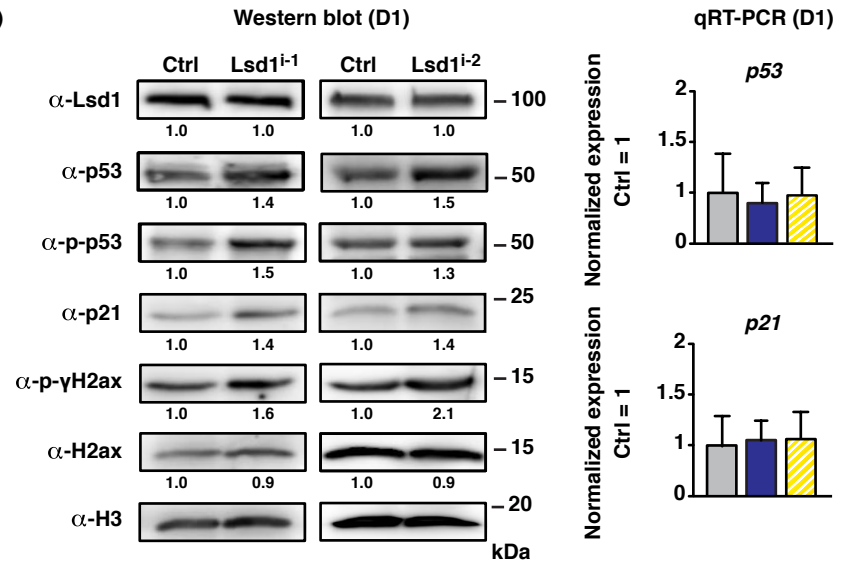 )
Western blot (D1)
Ctrl Lsd1i-1 Ctrl Lsd1i-2
α-Lsd1
– 100
1.0 1.0 1.0 1.0
α-p53
– 50
1.0 1.4 1.0 1.5
α-p-p53
– 50
1.0 1.5 1.0 1.3
α-p21
– 25
1.0 1.4 1.0 1.4
α-p-γH2ax
– 15
1.0 1.6 1.0 2.1
α-H2ax
– 15
1.0 0.9 1.0 0.9
α-H3
– 20
kDa
qRT-PCR (D1)
p53
Normalized expression
Ctrl = 1
2
1.5
1
0
p21
Normalized expression
Ctrl = 1
2
1.5
1
0